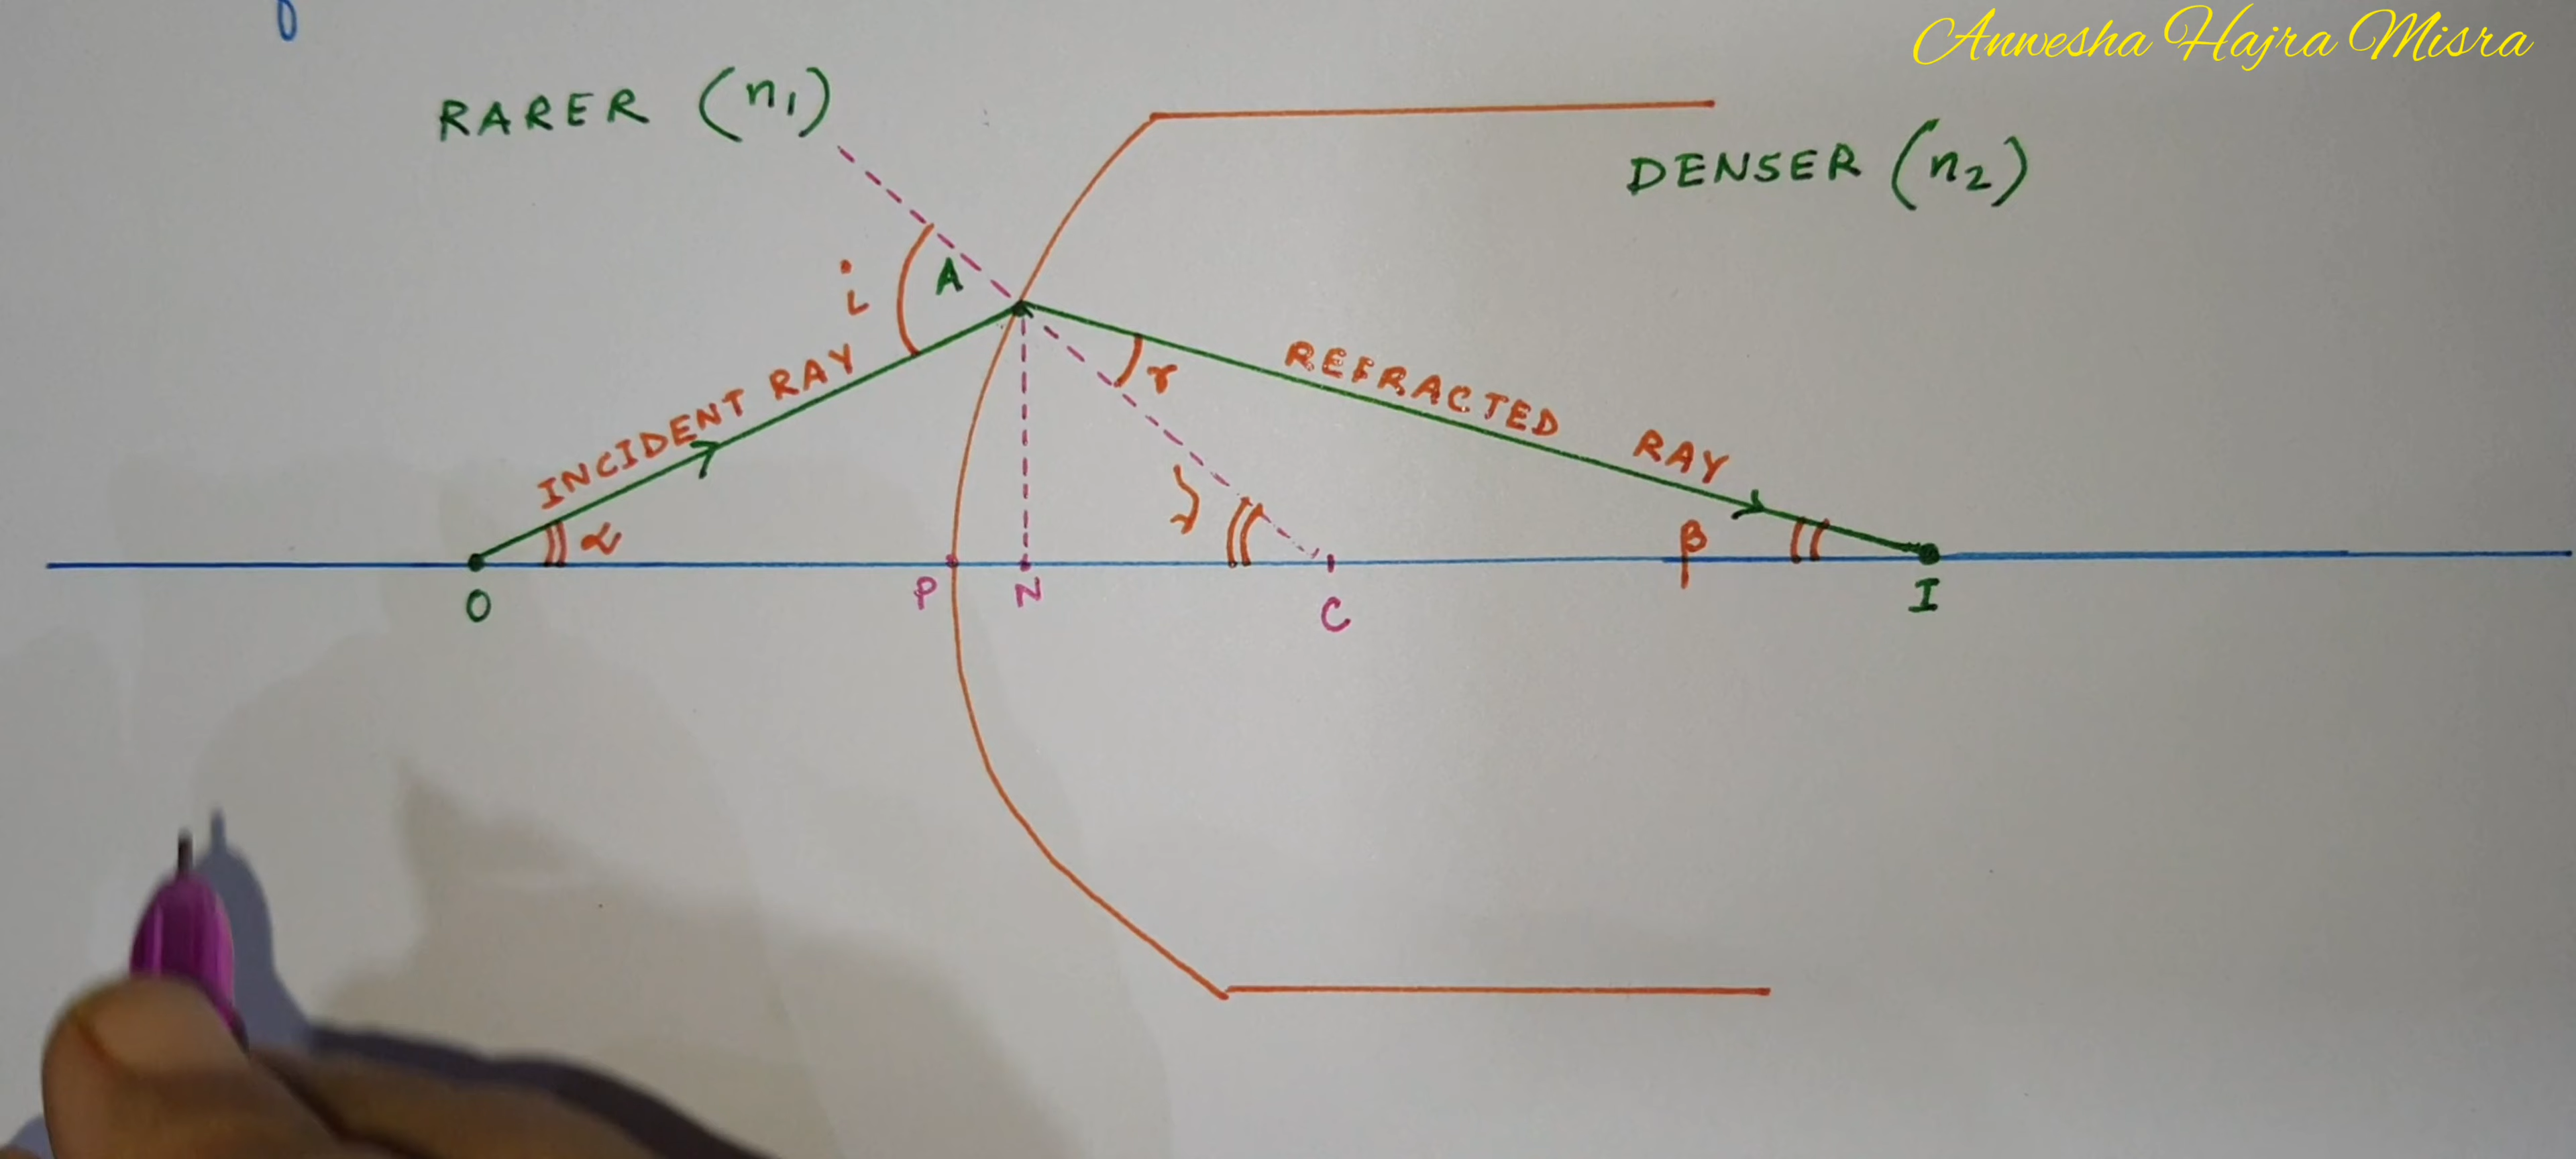 Anwesha Hajra Misra
RARER (n₁)
DENSER (n₂)
i
A
INCIDENT RAY
r
REFRACTED RAY
α
γ
β
O
P
N
C
I